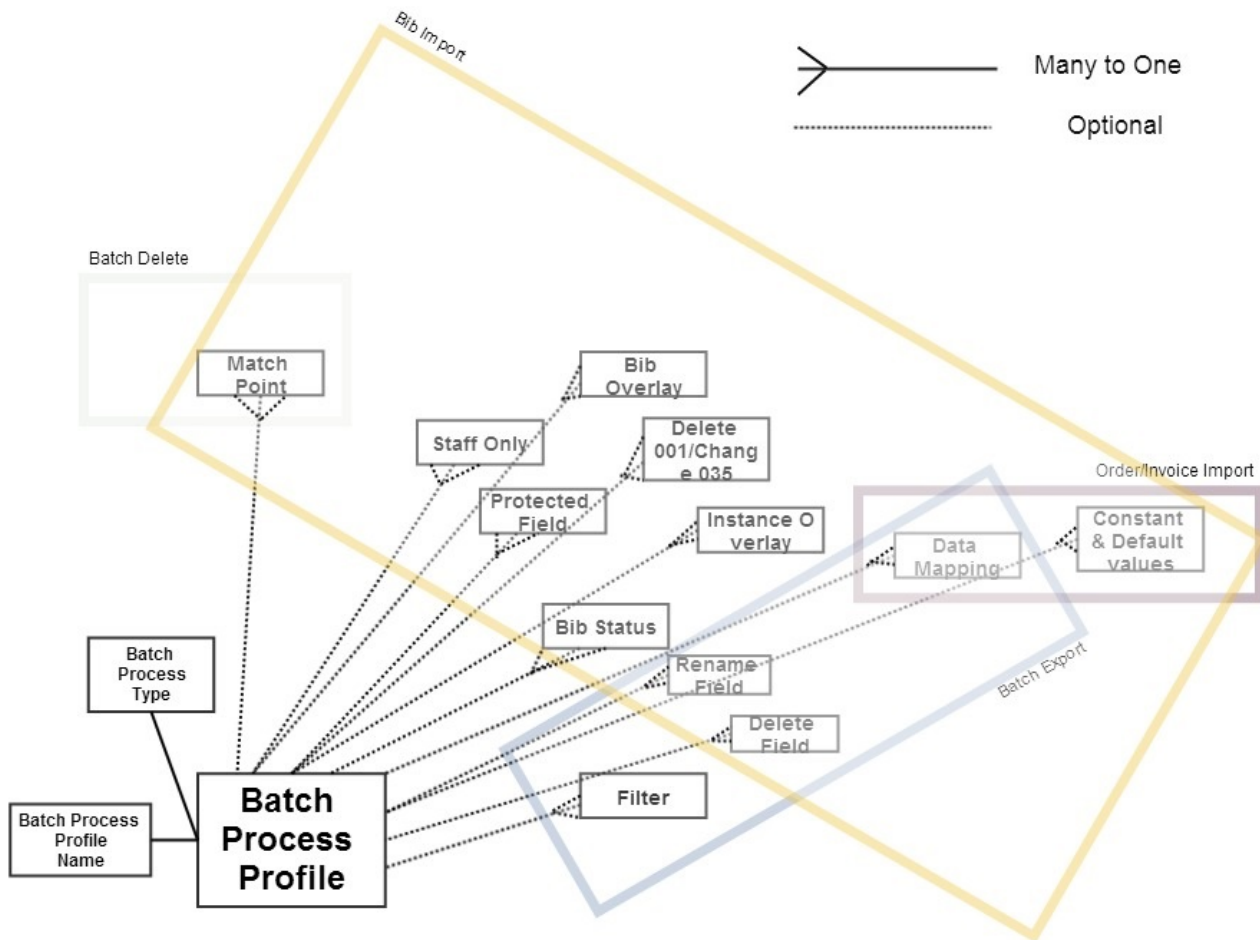 Bib Import
Many to One
Optional
Batch Delete
Match
Point
Bib
Overlay
Staff Only
Delete
001/Chang
e 035
Order/Invoice Import
Protected
Field
Instance O
verlay
Data
Mapping
Constant
& Default
values
Bib Status
Rename
Field
Batch Export
Batch
Process
Type
Delete
Field
Filter
Batch Process
Profile
Name
Batch
Process
Profile